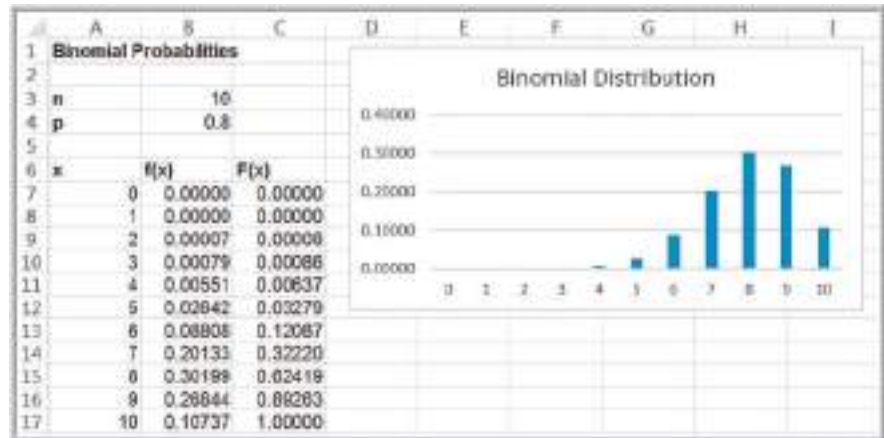 A B C D E F G H I
1 Binomial Probabilities
2
3 n 10
4 p 0.8
5
6 x f(x) F(x)
7 0 0.00000 0.00000
8 1 0.00000 0.00000
9 2 0.00007 0.00008
10 3 0.00079 0.00086
11 4 0.00551 0.00637
12 5 0.02642 0.03279
13 6 0.08808 0.12087
14 7 0.20133 0.32220
15 8 0.30199 0.62419
16 9 0.26844 0.89263
17 10 0.10737 1.00000
Binomial Distribution
0.40000
0.30000
0.20000
0.10000
0.00000
0 1 2 3 4 5 6 7 8 9 10